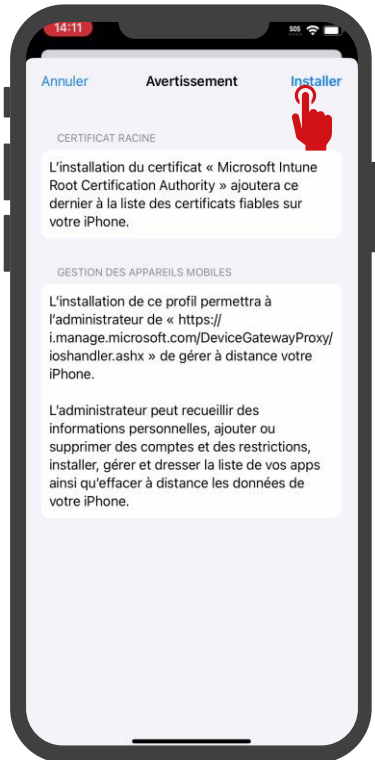 14:11
SOS
Annuler Avertissement Installer
CERTIFICAT RACINE
L'installation du certificat « Microsoft Intune
Root Certification Authority » ajoutera ce
dernier à la liste des certificats fiables sur
votre iPhone.
GESTION DES APPAREILS MOBILES
L'installation de ce profil permettra à
l'administrateur de « https://
i.manage.microsoft.com/DeviceGatewayProxy/
ioshandler.ashx » de gérer à distance votre
iPhone.
L'administrateur peut recueillir des
informations personnelles, ajouter ou
supprimer des comptes et des restrictions,
installer, gérer et dresser la liste de vos apps
ainsi qu'effacer à distance les données de
votre iPhone.